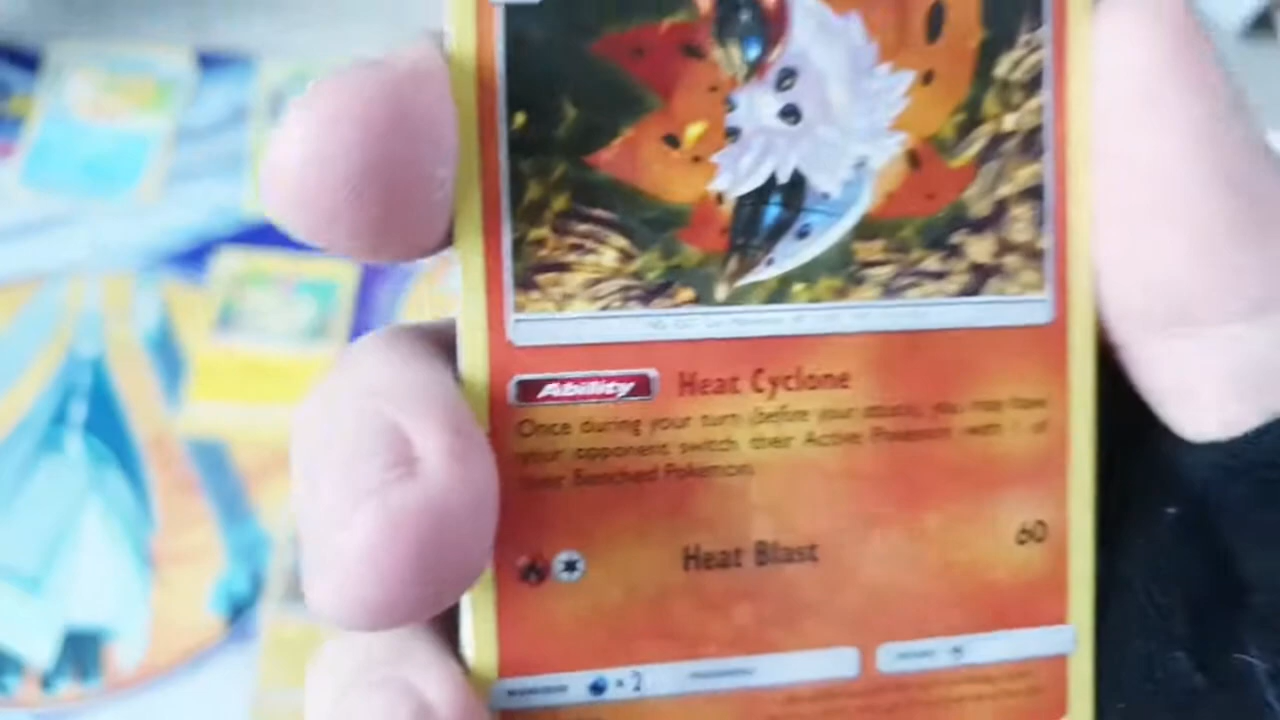 Ability Heat Cyclone
Once during your turn (before your attack), you may have
your opponent switch their Active Pokémon with 1 of
their Benched Pokémon.
Heat Blast 60
×2